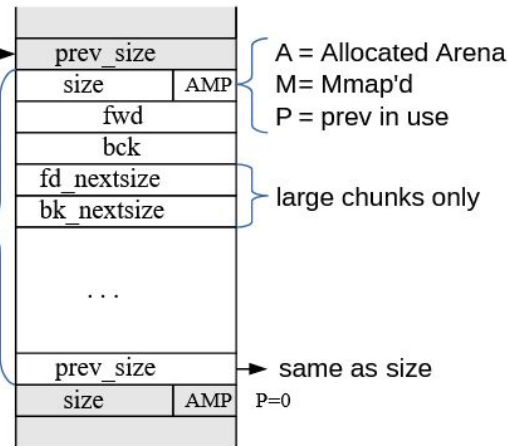 prev_size
A = Allocated Arena
size AMP
M= Mmap'd
P = prev in use
fwd
bck
fd_nextsize
bk_nextsize
large chunks only
...
prev_size
same as size
size AMP P=0